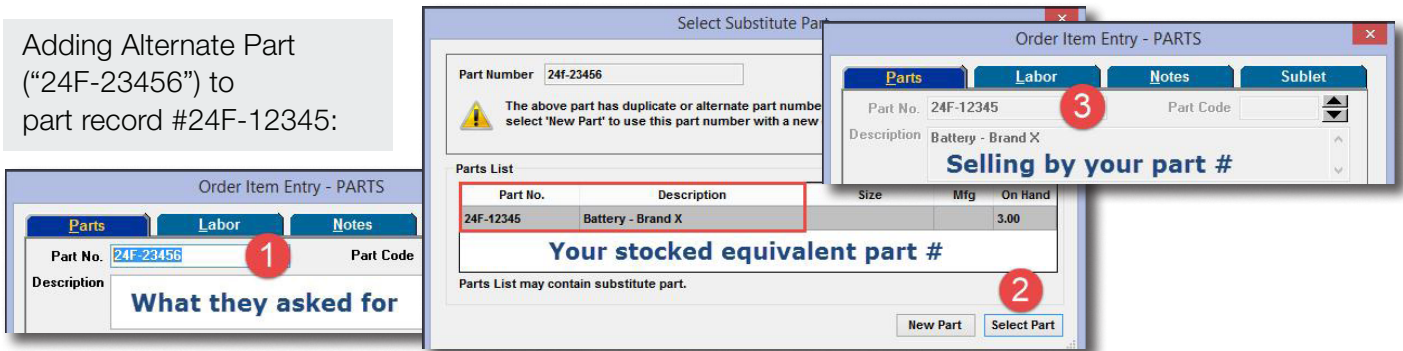 Adding Alternate Part
(“24F-23456”) to
part record #24F-12345:
Order Item Entry - PARTS
Parts Labor Notes
Part No. 24F-23456 1 Part Code
Description
What they asked for
Select Substitute
Part Number 24f-23456
The above part has duplicate or alternate part
select 'New Part' to use this part number with a new
Parts List
Part No. Description Size Mfg On Hand
24F-12345 Battery - Brand X 3.00
Your stocked equivalent part #
Parts List may contain substitute part.
2
New Part Select Part
Order Item Entry - PARTS
Parts Labor Notes Sublet
Part No. 24F-12345 3 Part Code
Description Battery - Brand X
Selling by your part #